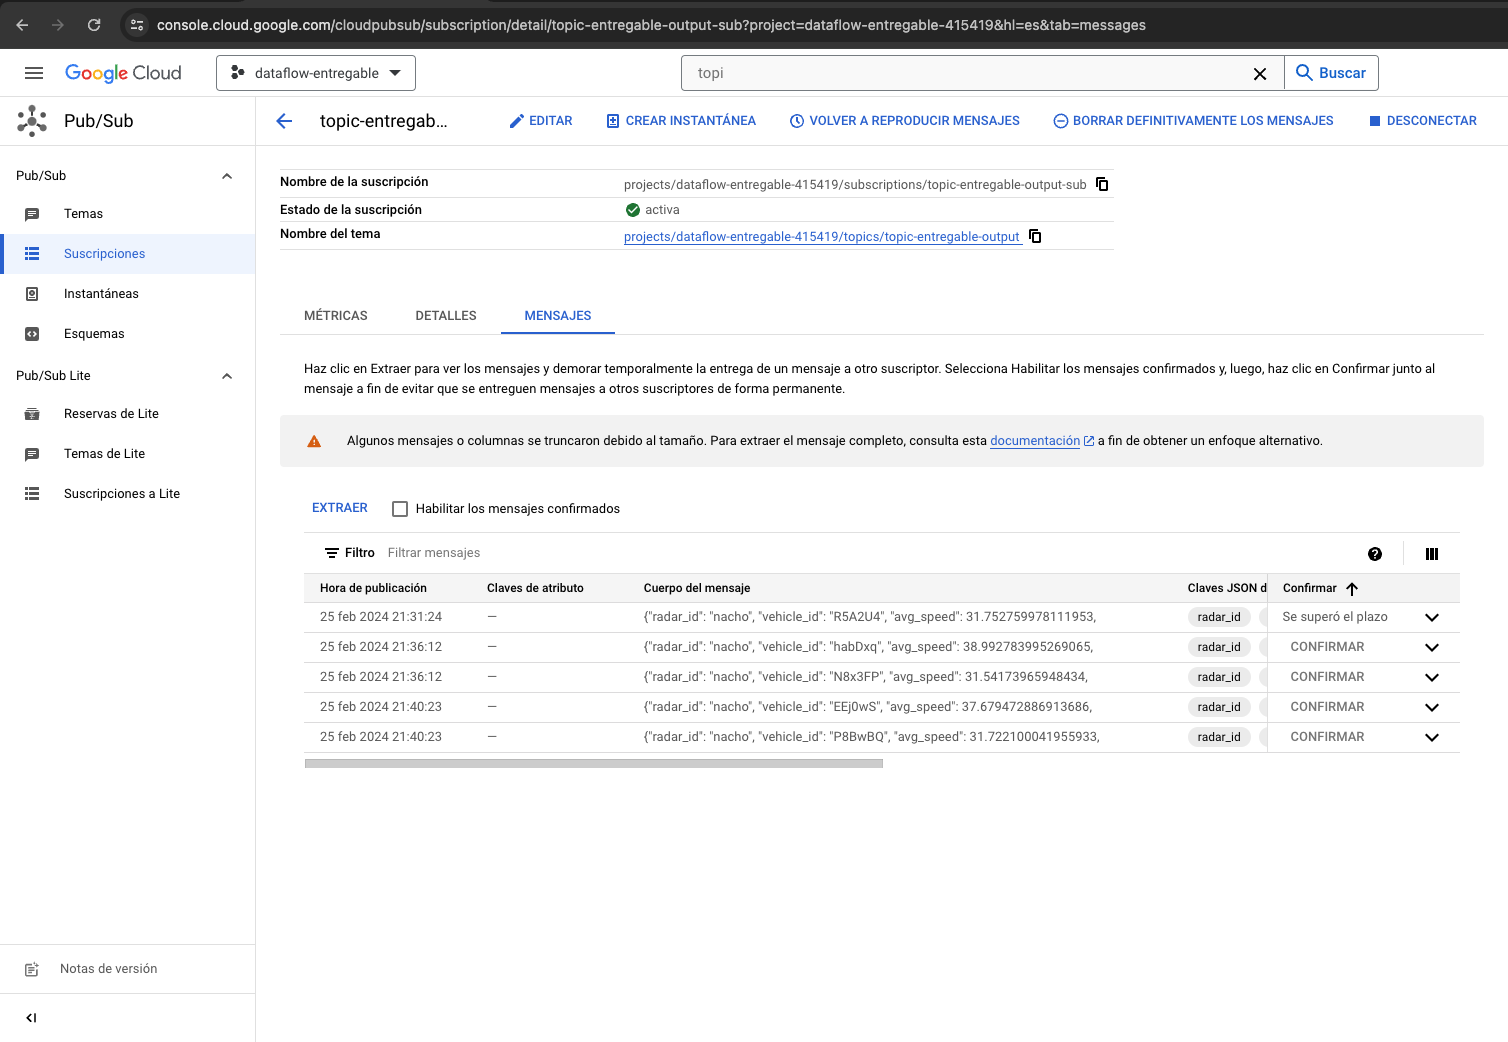 console.cloud.google.com/cloudpubsub/subscription/detail/topic-entregable-output-sub?project=dataflow-entregable-415419&hl=es&tab=messages
Google Cloud
dataflow-entregable
topi
Buscar
Pub/Sub
topic-entregab...
EDITAR
CREAR INSTANTÁNEA
VOLVER A REPRODUCIR MENSAJES
BORRAR DEFINITIVAMENTE LOS MENSAJES
DESCONECTAR
Pub/Sub
Temas
Suscripciones
Instantáneas
Esquemas
Pub/Sub Lite
Reservas de Lite
Temas de Lite
Suscripciones a Lite
Notas de versión
Nombre de la suscripción projects/dataflow-entregable-415419/subscriptions/topic-entregable-output-sub
Estado de la suscripción activa
Nombre del tema projects/dataflow-entregable-415419/topics/topic-entregable-output
MÉTRICAS DETALLES MENSAJES
Haz clic en Extraer para ver los mensajes y demorar temporalmente la entrega de un mensaje a otro suscriptor. Selecciona Habilitar los mensajes confirmados y, luego, haz clic en Confirmar junto al
mensaje a fin de evitar que se entreguen mensajes a otros suscriptores de forma permanente.
Algunos mensajes o columnas se truncaron debido al tamaño. Para extraer el mensaje completo, consulta esta documentación a fin de obtener un enfoque alternativo.
EXTRAER Habilitar los mensajes confirmados
Filtro Filtrar mensajes
Hora de publicación Claves de atributo Cuerpo del mensaje Claves JSON d Confirmar
25 feb 2024 21:31:24 — {"radar_id": "nacho", "vehicle_id": "R5A2U4", "avg_speed": 31.752759978111953, radar_id Se superó el plazo
25 feb 2024 21:36:12 — {"radar_id": "nacho", "vehicle_id": "habDxq", "avg_speed": 38.992783995269065, radar_id CONFIRMAR
25 feb 2024 21:36:12 — {"radar_id": "nacho", "vehicle_id": "N8x3FP", "avg_speed": 31.54173965948434, radar_id CONFIRMAR
25 feb 2024 21:40:23 — {"radar_id": "nacho", "vehicle_id": "EEj0wS", "avg_speed": 37.679472886913686, radar_id CONFIRMAR
25 feb 2024 21:40:23 — {"radar_id": "nacho", "vehicle_id": "P8BwBQ", "avg_speed": 31.722100041955933, radar_id CONFIRMAR